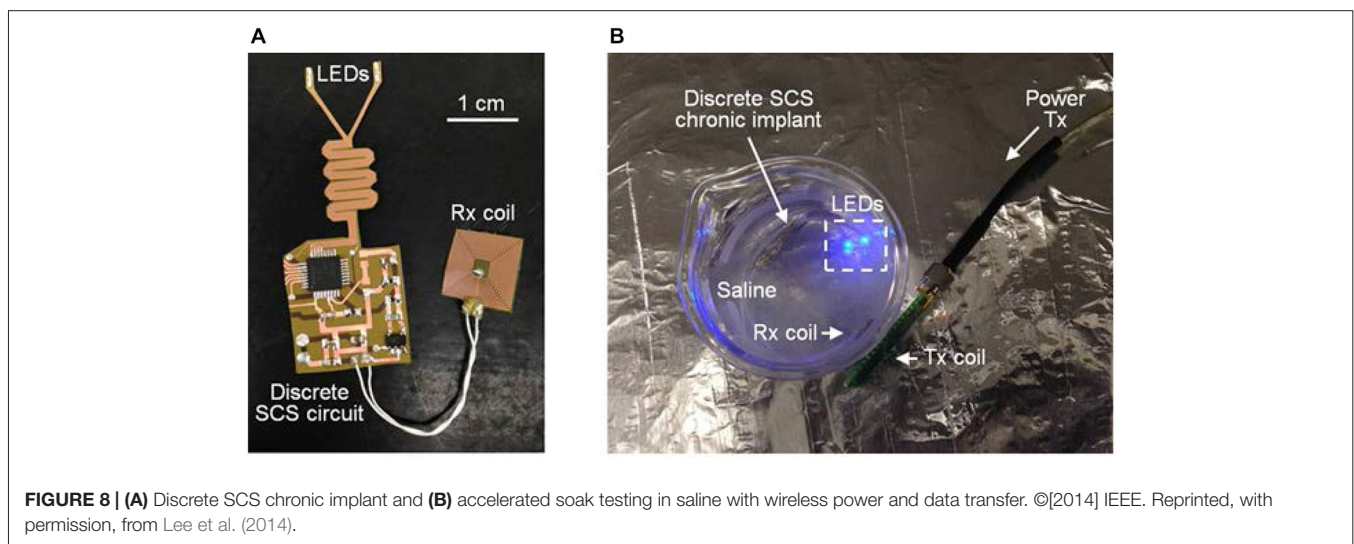 A
LEDs
1 cm
Rx coil
Discrete
SCS circuit
B
Discrete SCS
chronic implant
Power
Tx
LEDs
Saline
Rx coil
Tx coil
FIGURE 8 | (A) Discrete SCS chronic implant and (B) accelerated soak testing in saline with wireless power and data transfer. ©[2014] IEEE. Reprinted, with
permission, from Lee et al. (2014).